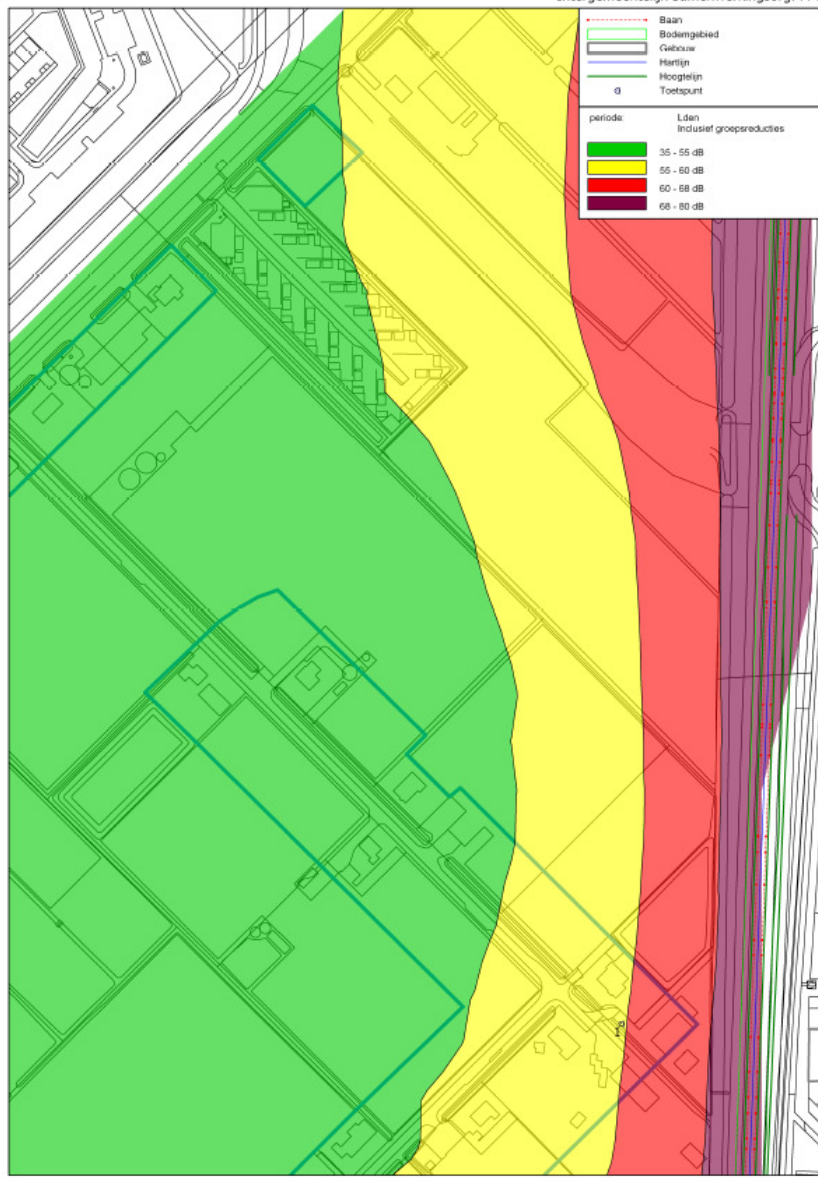 Baan
Bodemgebied
Gebouw
Hartlijn
Hoogtelijn
Toetspunt
periode: Lden
Inclusief groepsreducties
35 - 55 dB
55 - 60 dB
60 - 68 dB
68 - 80 dB
1